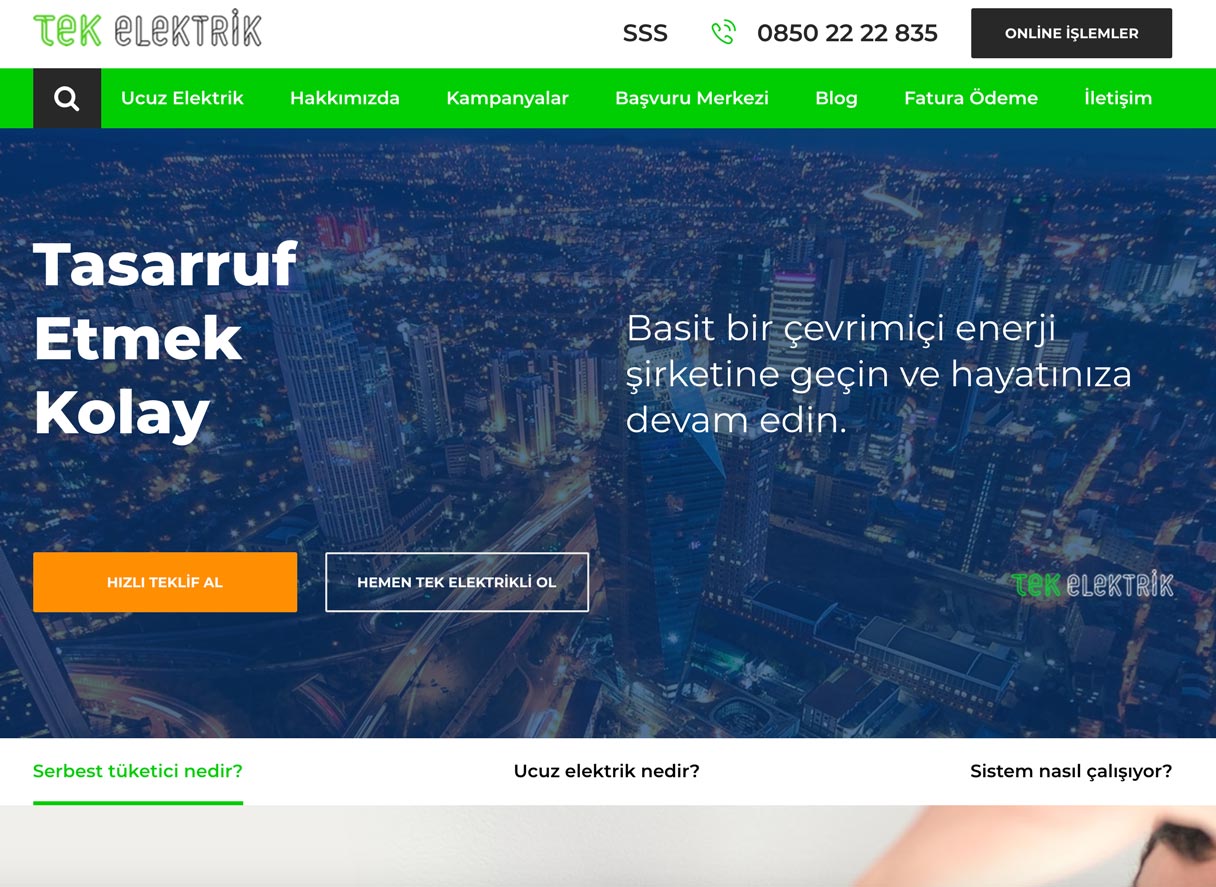 TEK ELEKTRİK
SSS
0850 22 22 835
ONLİNE İŞLEMLER
Ucuz Elektrik
Hakkımızda
Kampanyalar
Başvuru Merkezi
Blog
Fatura Ödeme
İletişim
Tasarruf
Etmek
Kolay
Basit bir çevrimiçi enerji
şirketine geçin ve hayatınıza
devam edin.
HIZLI TEKLİF AL
HEMEN TEK ELEKTRİKLİ OL
TEK ELEKTRİK
Serbest tüketici nedir?
Ucuz elektrik nedir?
Sistem nasıl çalışıyor?